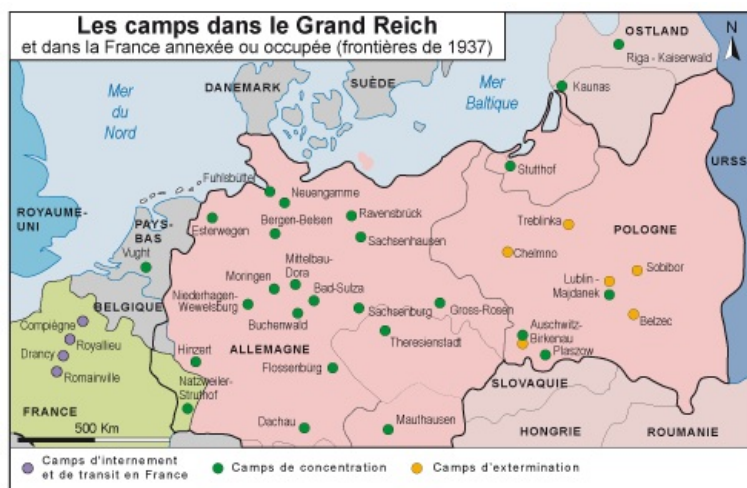 Les camps dans le Grand Reich
et dans la France annexée ou occupée (frontières de 1937)
OSTLAND
N
Riga - Kaiserwald
DANEMARK
SUÈDE
Mer
du
Nord
Mer
Baltique
Kaunas
URSS
Stutthof
Fuhlsbüttel
Neuengamme
ROYAUME-
UNI
PAYS-
BAS
Esterwegen
Bergen-Belsen
Ravensbrück
Treblinka
POLOGNE
Vught
Sachsenhausen
Chelmno
Sobibor
Mittelbau-
Dora
Moringen
Bad-Sulza
Lublin -
Majdanek
BELGIQUE
Niederhagen-
Wewelsburg
Sachsenburg
Gross-Rosen
Belzec
Compiègne
Royallieu
Buchenwald
Theresienstadt
Auschwitz-
Birkenau
Drancy
Hinzert
ALLEMAGNE
Plaszow
Romainville
Natzweiler-
Struthof
Flossenbürg
SLOVAQUIE
FRANCE
500 Km
Dachau
Mauthausen
HONGRIE
ROUMANIE
Camps d'internement
et de transit en France
Camps de concentration
Camps d'extermination